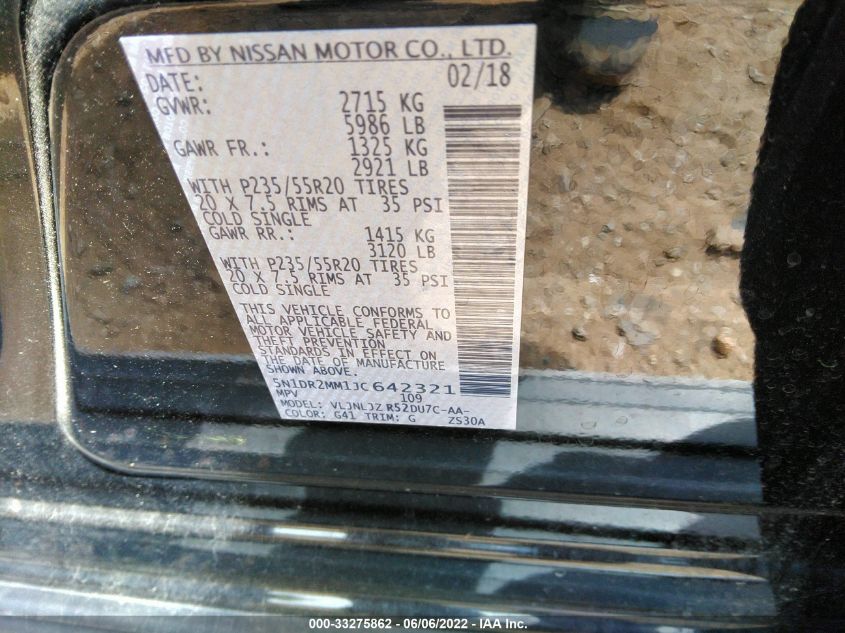 MFD BY NISSAN MOTOR CO., LTD.
DATE: 02/18
GVWR: 2715 KG
5986 LB
GAWR FR.: 1325 KG
2921 LB
WITH P235/55R20 TIRES
20 X 7.5 RIMS AT 35 PSI
COLD SINGLE
GAWR RR.: 1415 KG
3120 LB
WITH P235/55R20 TIRES
20 X 7.5 RIMS AT 35 PSI
COLD SINGLE
THIS VEHICLE CONFORMS TO
ALL APPLICABLE FEDERAL
MOTOR VEHICLE SAFETY AND
THEFT PREVENTION
STANDARDS IN EFFECT ON
THE DATE OF MANUFACTURE
SHOWN ABOVE.
5N1DR2MM1JC642321
MPV 109
MODEL: VLJNLJZ R52DU7C-AA-
COLOR: G41 TRIM: G ZS30A
000-33275862 - 06/06/2022 - IAA Inc.